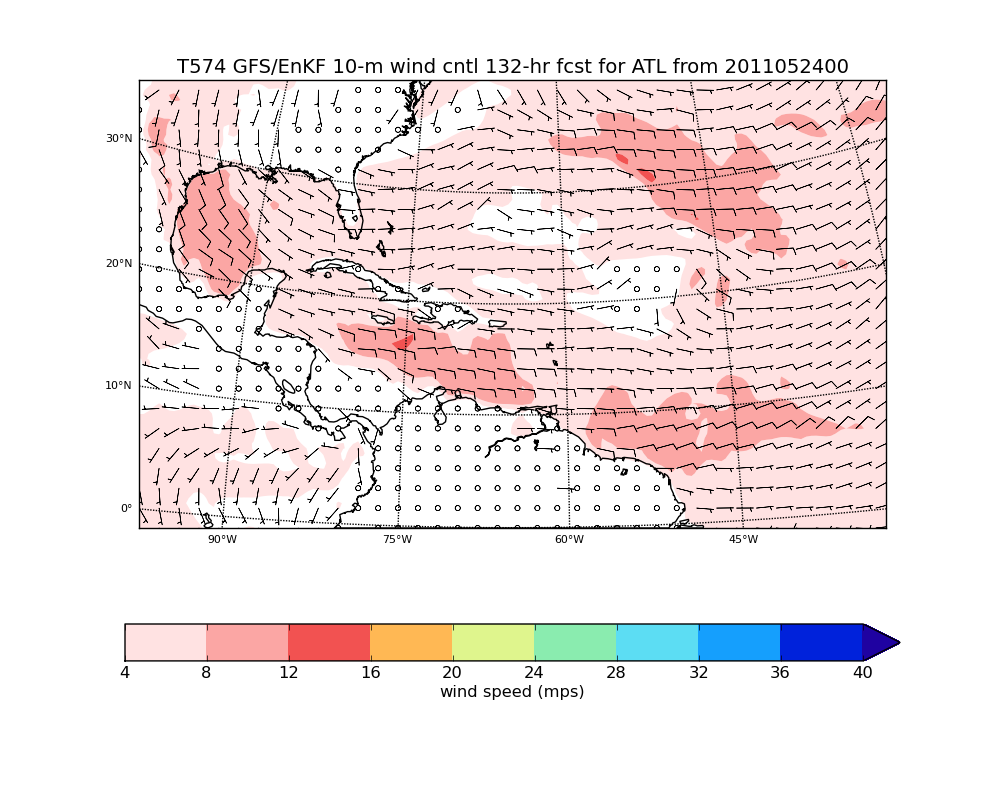 T574 GFS/EnKF 10-m wind cntl 132-hr fcst for ATL from 2011052400
30°N
20°N
10°N
0°
90°W 75°W 60°W 45°W
4 8 12 16 20 24 28 32 36 40
wind speed (mps)